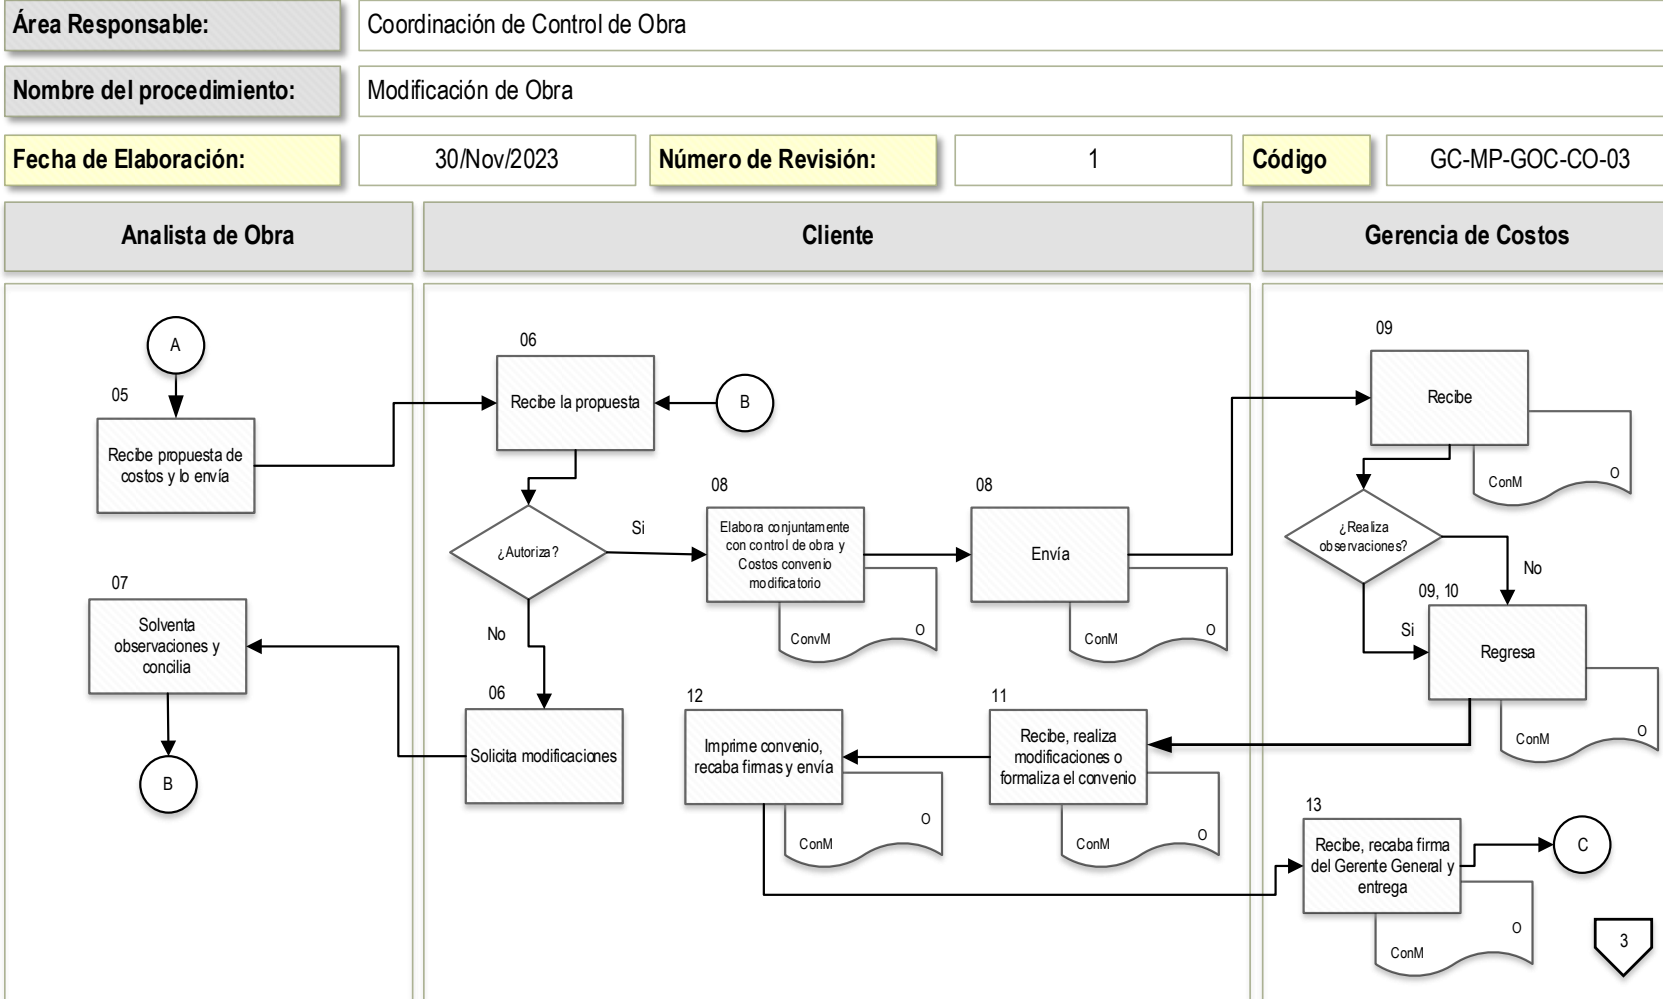 Área Responsable:
Coordinación de Control de Obra
Nombre del procedimiento:
Modificación de Obra
Fecha de Elaboración:
30/Nov/2023
Número de Revisión:
1
Código
GC-MP-GOC-CO-03
Analista de Obra
Cliente
Gerencia de Costos
A
05
Recibe propuesta de
costos y lo envía
07
Solventa
observaciones y
concilia
B
06
Recibe la propuesta
B
¿Autoriza?
Si
No
06
Solicita modificaciones
08
Elabora conjuntamente
con control de obra y
Costos convenio
modificatorio
ConvM
O
08
Envía
ConM
O
12
Imprime convenio,
recaba firmas y envía
ConM
O
11
Recibe, realiza
modificaciones o
formaliza el convenio
ConM
O
09
Recibe
ConM
O
¿Realiza
observaciones?
No
Si
09, 10
Regresa
ConM
O
13
Recibe, recaba firma
del Gerente General y
entrega
ConM
O
C
3